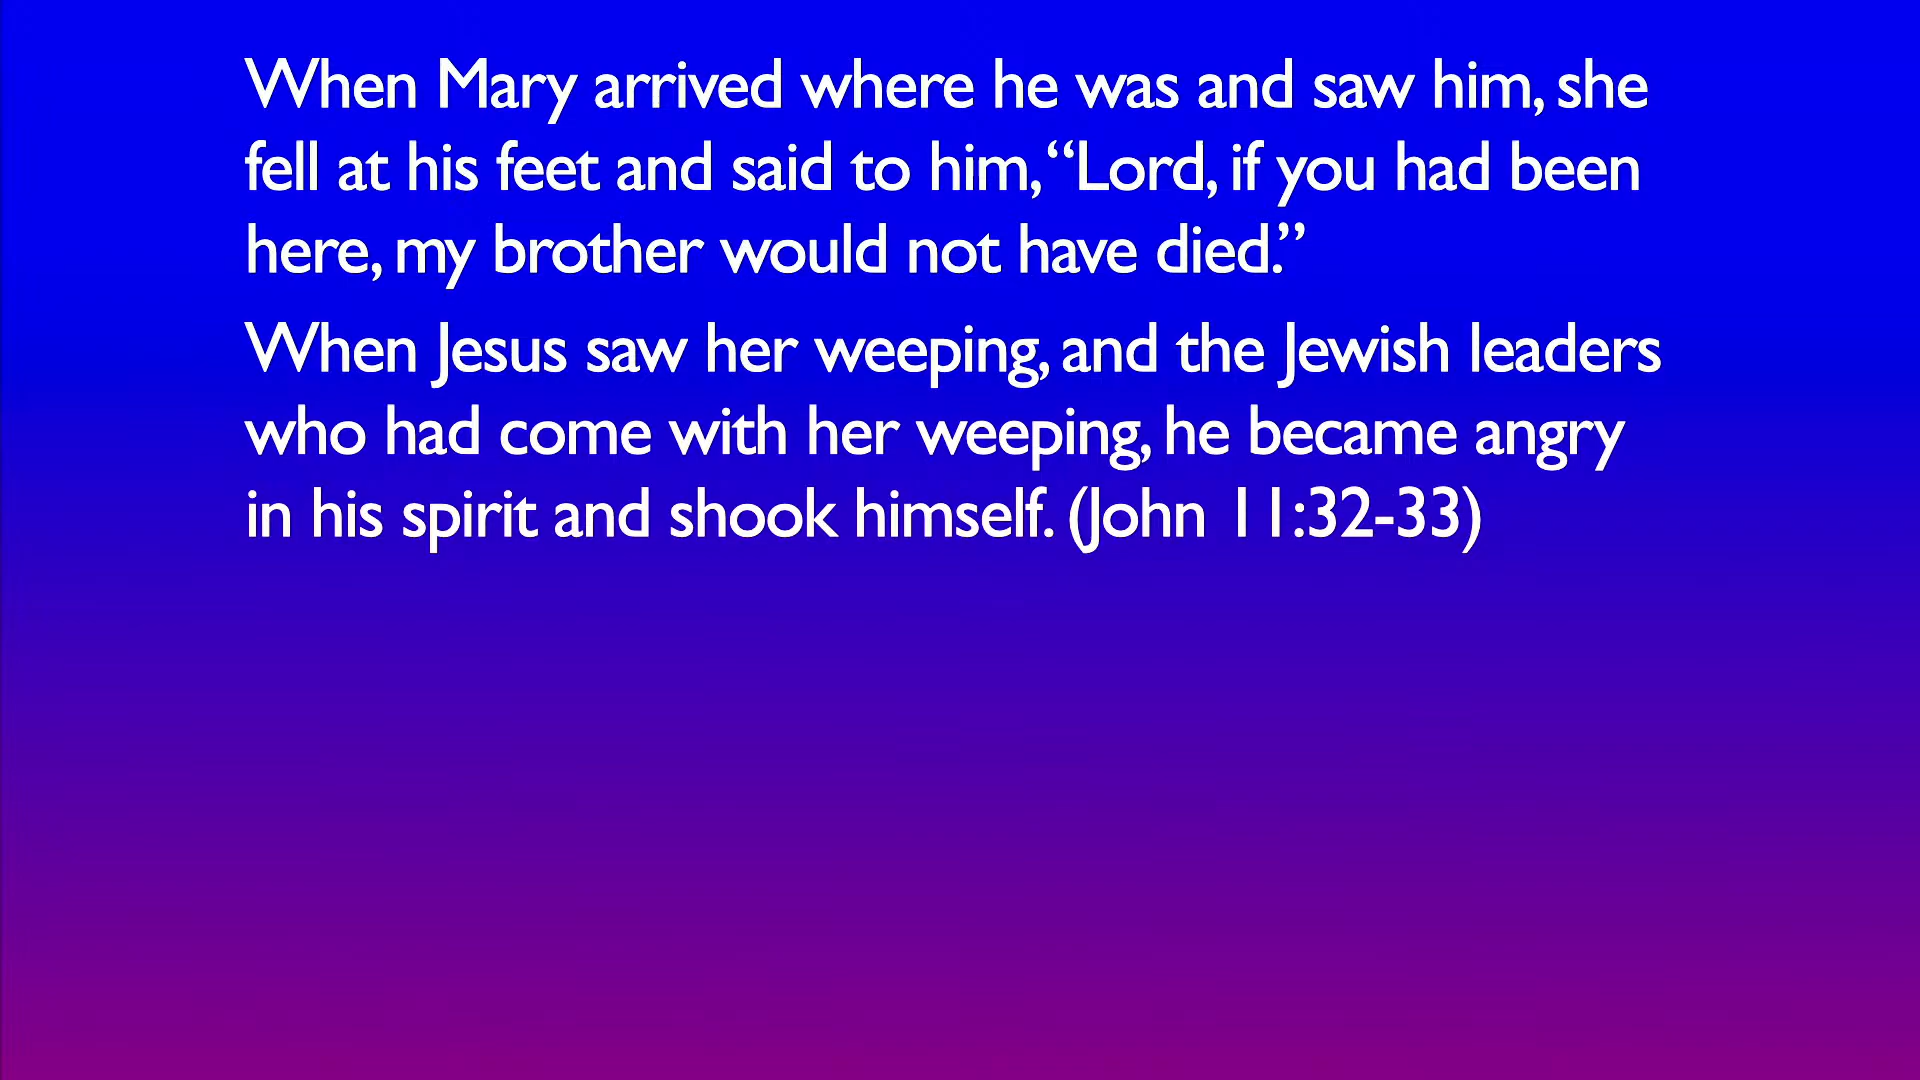 When Mary arrived where he was and saw him, she
fell at his feet and said to him, “Lord, if you had been
here, my brother would not have died.”
When Jesus saw her weeping, and the Jewish leaders
who had come with her weeping, he became angry
in his spirit and shook himself. (John 11:32-33)